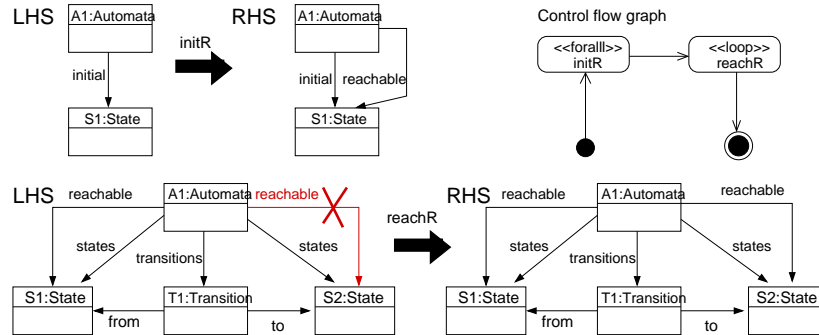 LHS
A1:Automata
initial
S1:State
initR
RHS
A1:Automata
initial
reachable
S1:State
Control flow graph
<<foralll>>
initR
<<loop>>
reachR
LHS
reachable
A1:Automata
reachable
states
transitions
states
S1:State
T1:Transition
S2:State
from
to
reachR
RHS
reachable
A1:Automata
reachable
states
transitions
states
S1:State
T1:Transition
S2:State
from
to